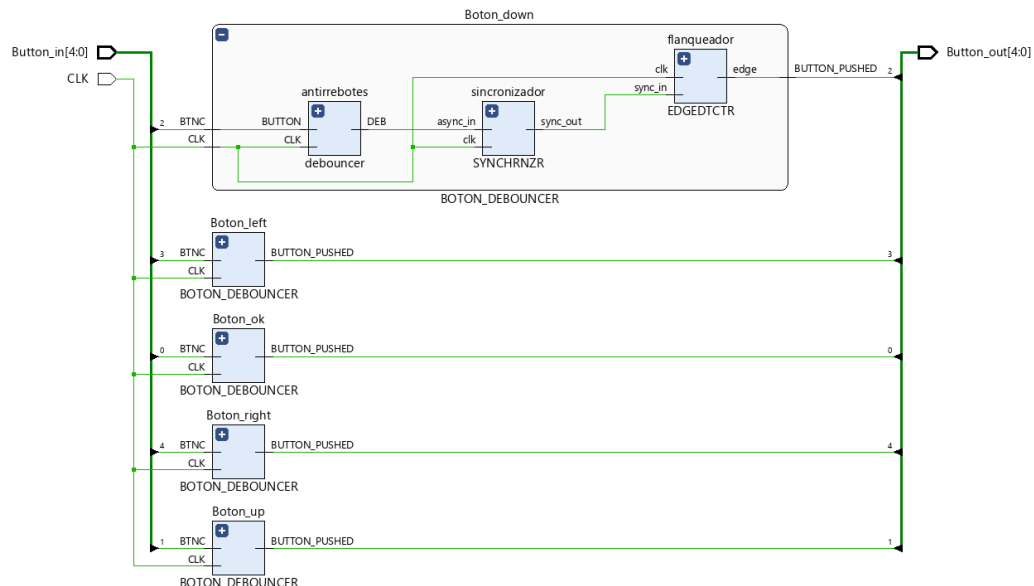 Boton_down
Button_in[4:0]
CLK
flanqueador
clk
edge
sync_in
EDGEDTCTR
BUTTON_PUSHED
2
Button_out[4:0]
antirrebotes
BUTTON
DEB
CLK
debouncer
sincronizador
async_in
sync_out
clk
SYNCHRNZR
2
BTNC
CLK
BOTON_DEBOUNCER
Boton_left
3
BTNC
BUTTON_PUSHED
3
CLK
BOTON_DEBOUNCER
Boton_ok
0
BTNC
BUTTON_PUSHED
0
CLK
BOTON_DEBOUNCER
Boton_right
4
BTNC
BUTTON_PUSHED
4
CLK
BOTON_DEBOUNCER
Boton_up
1
BTNC
BUTTON_PUSHED
1
CLK
BOTON_DEBOUNCER